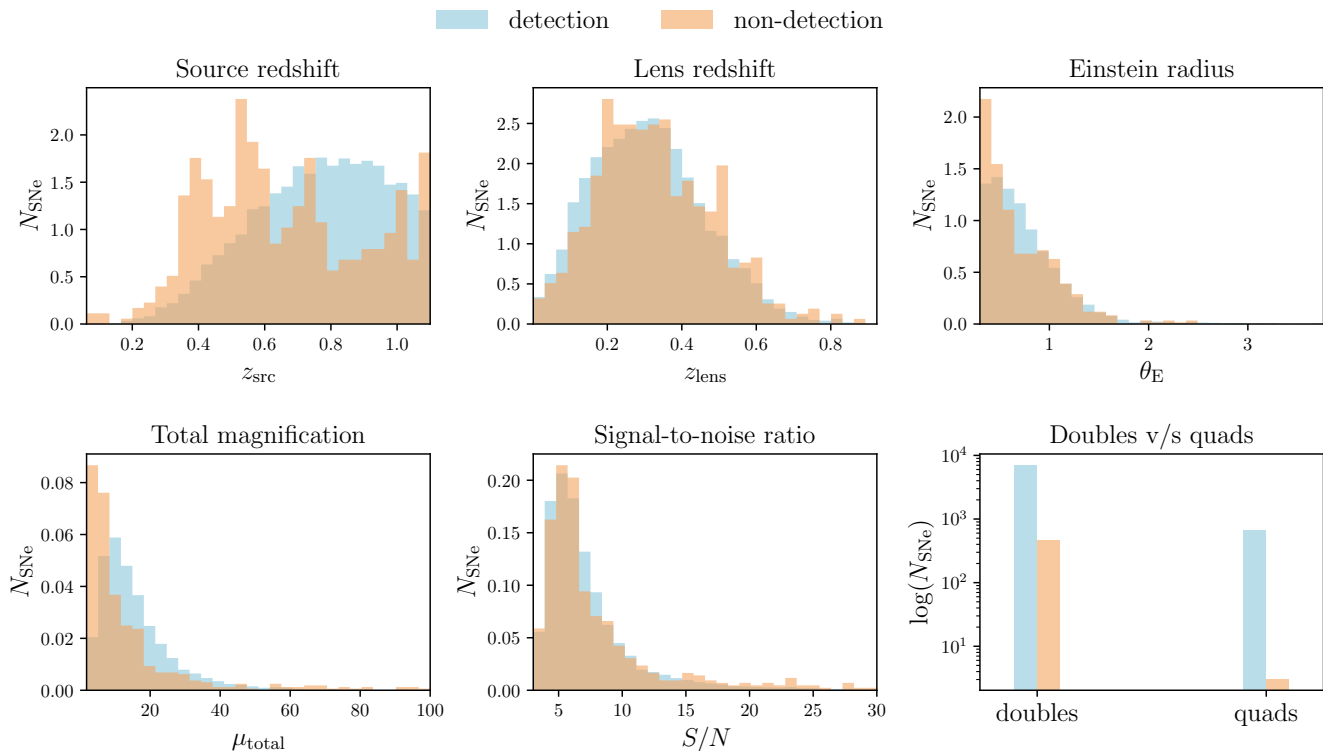 detection non-detection
Source redshift
N_SNe
2.0
1.5
1.0
0.5
0.0
0.2 0.4 0.6 0.8 1.0
z_src
Lens redshift
N_SNe
2.5
2.0
1.5
1.0
0.5
0.0
0.2 0.4 0.6 0.8
z_lens
Einstein radius
N_SNe
2.0
1.5
1.0
0.5
0.0
1 2 3
θ_E
Total magnification
N_SNe
0.08
0.06
0.04
0.02
0.00
20 40 60 80 100
μ_total
Signal-to-noise ratio
N_SNe
0.20
0.15
0.10
0.05
0.00
5 10 15 20 25 30
S/N
Doubles v/s quads
log(N_SNe)
10^4
10^3
10^2
10^1
doubles quads